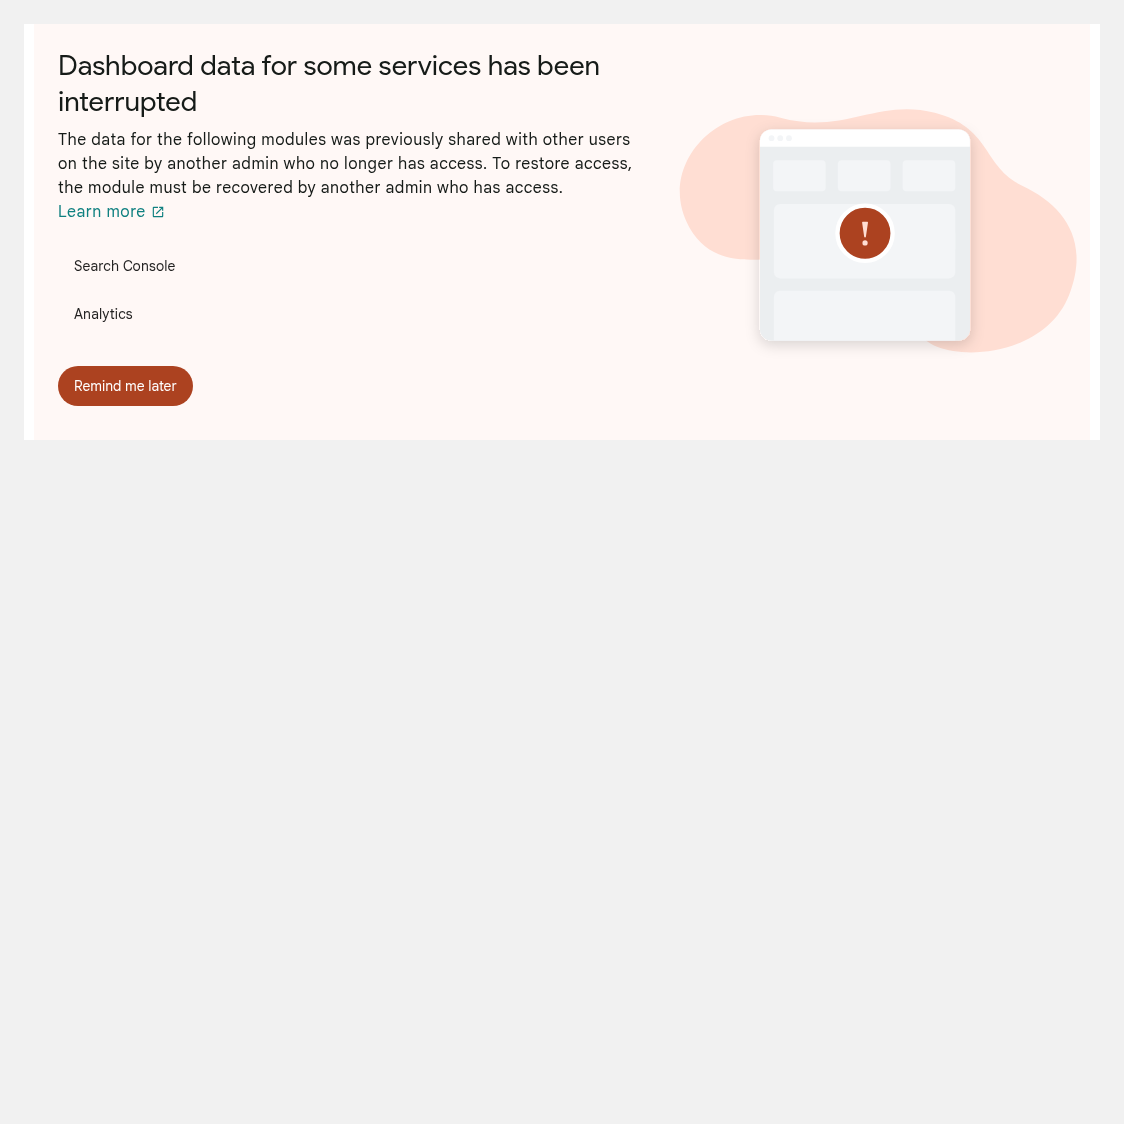 Dashboard data for some services has been
interrupted
The data for the following modules was previously shared with other users
on the site by another admin who no longer has access. To restore access,
the module must be recovered by another admin who has access.
Learn more
Search Console
Analytics
Remind me later
!